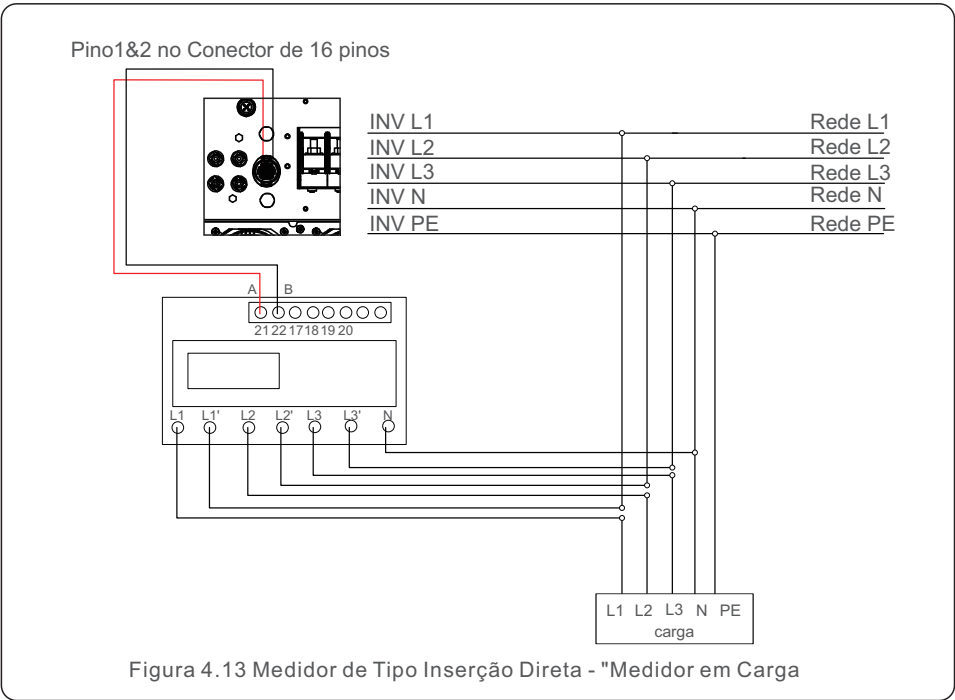 Pino1&2 no Conector de 16 pinos
INV L1 Rede L1
INV L2 Rede L2
INV L3 Rede L3
INV N Rede N
INV PE Rede PE
A B
21 22 17 18 19 20
L1 L1' L2 L2' L3 L3' N
L1 L2 L3 N PE
carga
Figura 4.13 Medidor de Tipo Inserção Direta - "Medidor em Carga